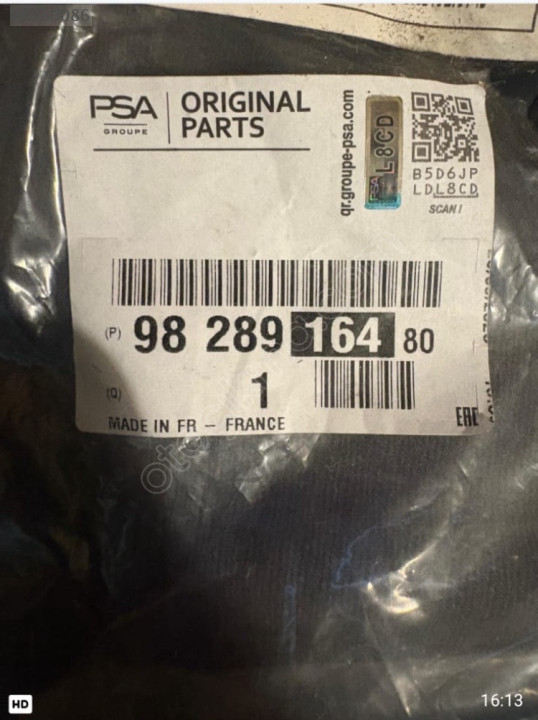 086
PSA
GROUPE
ORIGINAL
PARTS
qr.groupe-psa.com
L8CD
B5D6JP
LDL8CD
SCAN!
(P) 98 289 164 80
(Q) 1
MADE IN FR - FRANCE
EAC
HD
16:13